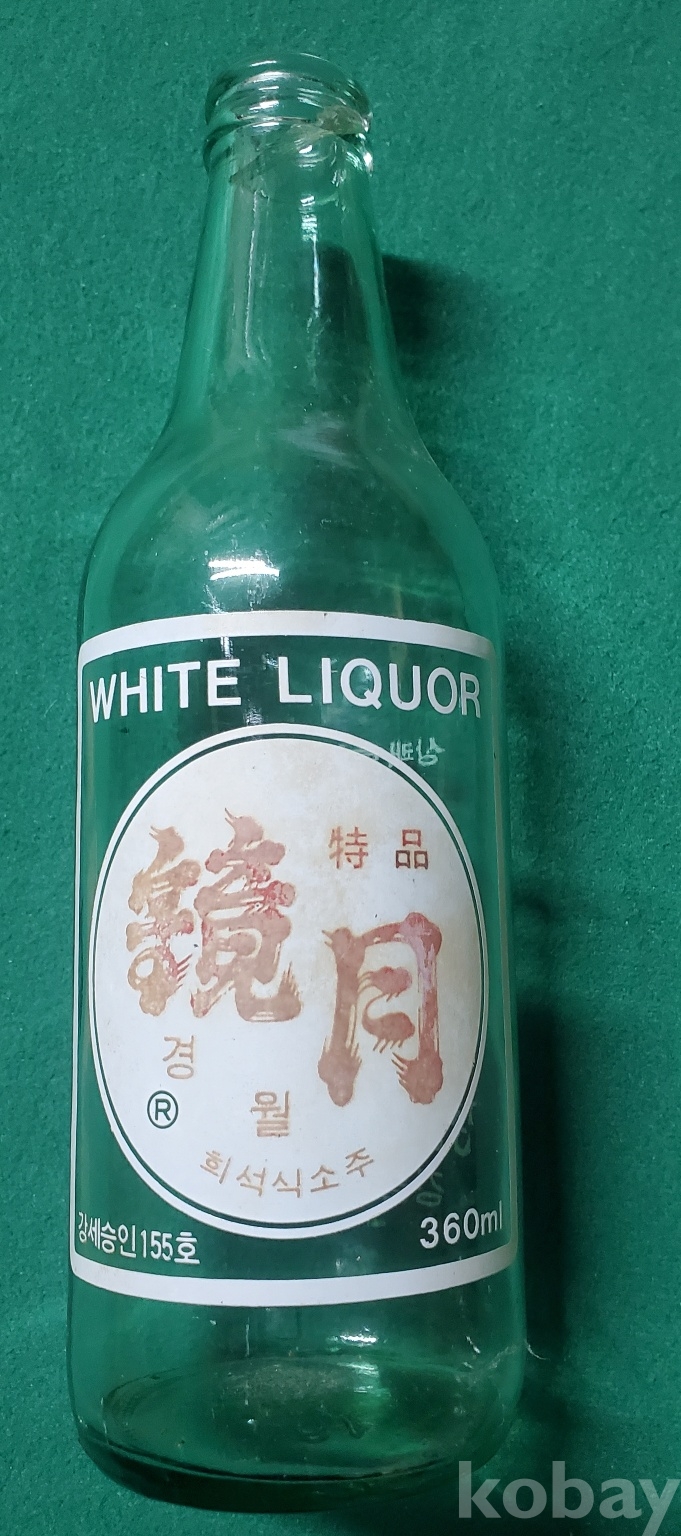 WHITE LIQUOR
特品
鏡月
경월
®
희석식소주
강세승인155호
360ml
kobay